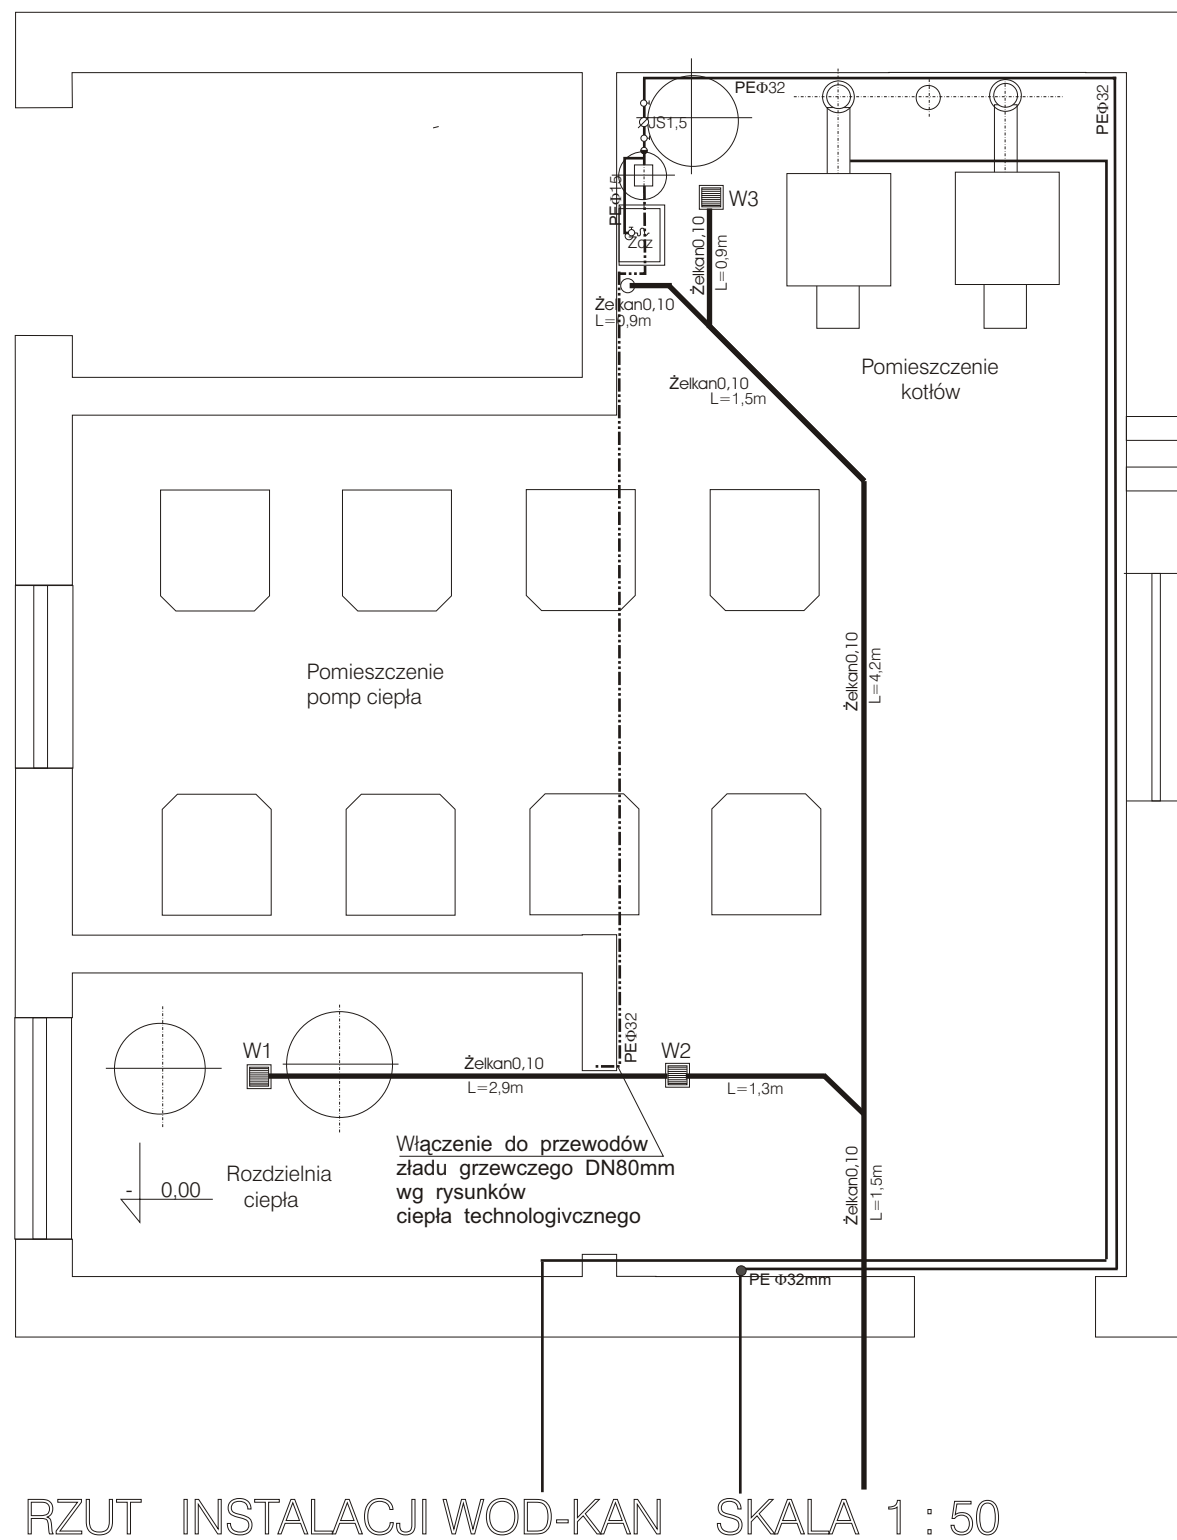 PEΦ32
PEΦ32
JS1,5
PEΦ15
W3
Zdz
Żelkan0,10
L=0,9m
Żelkan0,10
L=0,9m
Pomieszczenie
kotłów
Żelkan0,10
L=1,5m
Żelkan0,10
L=4,2m
Pomieszczenie
pomp ciepła
PEΦ32
W1
Żelkan0,10
L=2,9m
W2
L=1,3m
Włączenie do przewodów
zładu grzewczego DN80mm
wg rysunków
ciepła technologivcznego
Żelkan0,10
L=1,5m
Rozdzielnia
ciepła
- 0,00
PE Φ32mm
RZUT INSTALACJI WOD-KAN SKALA 1 : 50